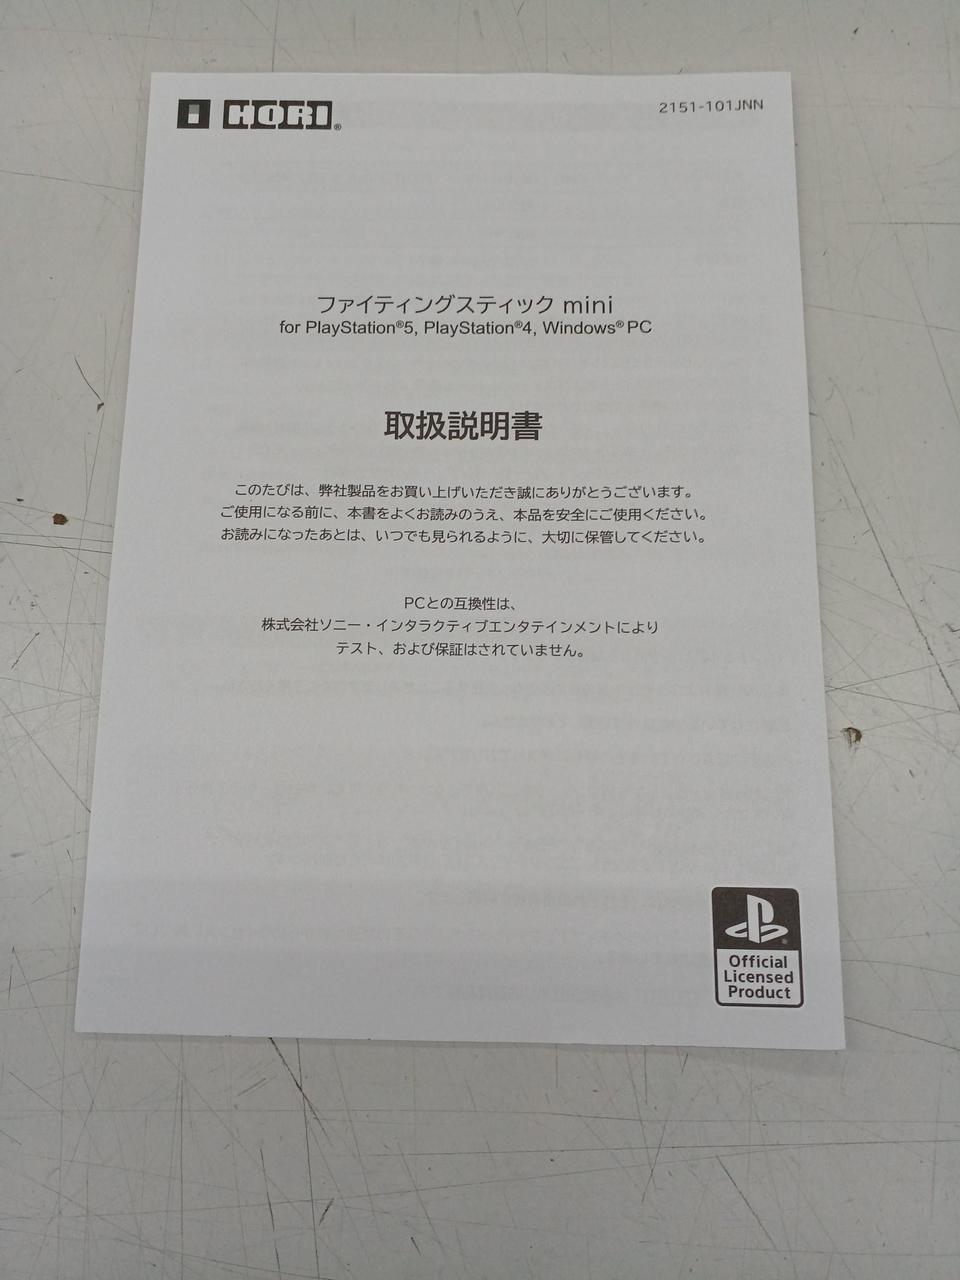 HORI®
2151-101JNN
ファイティングスティック mini
for PlayStation®5, PlayStation®4, Windows® PC
取扱説明書
このたびは、弊社製品をお買い上げいただき誠にありがとうございます。
ご使用になる前に、本書をよくお読みのうえ、本品を安全にご使用ください。
お読みになったあとは、いつでも見られるように、大切に保管してください。
PCとの互換性は、
株式会社ソニー・インタラクティブエンタテインメントにより
テスト、および保証はされていません。
Official
Licensed
Product